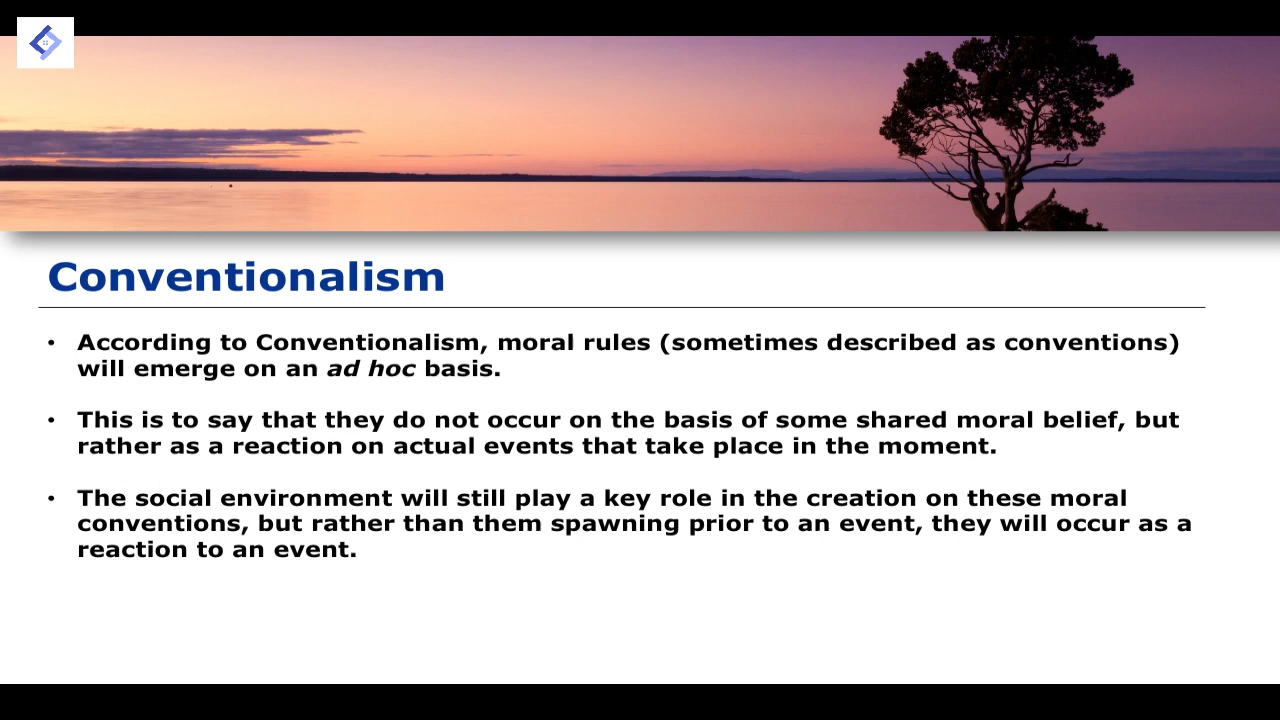 Conventionalism
• According to Conventionalism, moral rules (sometimes described as conventions)
will emerge on an ad hoc basis.
• This is to say that they do not occur on the basis of some shared moral belief, but
rather as a reaction on actual events that take place in the moment.
• The social environment will still play a key role in the creation on these moral
conventions, but rather than them spawning prior to an event, they will occur as a
reaction to an event.